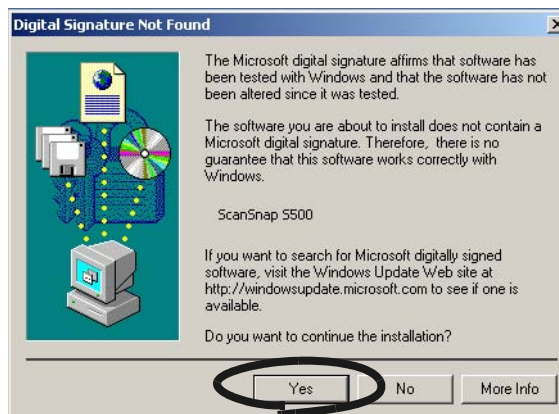 Digital Signature Not Found
The Microsoft digital signature affirms that software has
been tested with Windows and that the software has not
been altered since it was tested.
The software you are about to install does not contain a
Microsoft digital signature. Therefore, there is no
guarantee that this software works correctly with
Windows.
ScanSnap S500
If you want to search for Microsoft digitally signed
software, visit the Windows Update Web site at
http://windowsupdate.microsoft.com to see if one is
available.
Do you want to continue the installation?
Yes No More Info